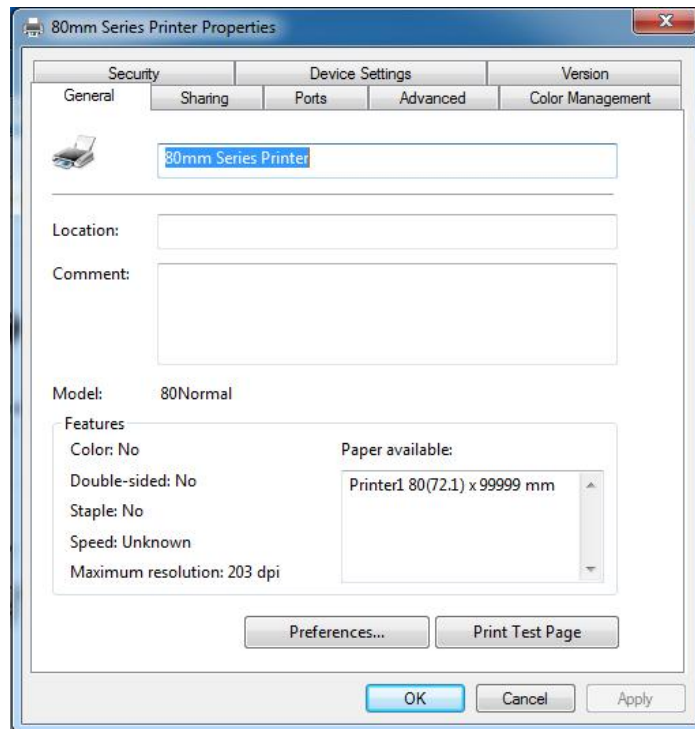 80mm Series Printer Properties
x
Security Device Settings Version
General Sharing Ports Advanced Color Management
80mm Series Printer
Location:
Comment:
Model: 80Normal
Features
Color: No Paper available:
Double-sided: No Printer1 80(72.1) x 99999 mm
Staple: No
Speed: Unknown
Maximum resolution: 203 dpi
Preferences... Print Test Page
OK Cancel Apply